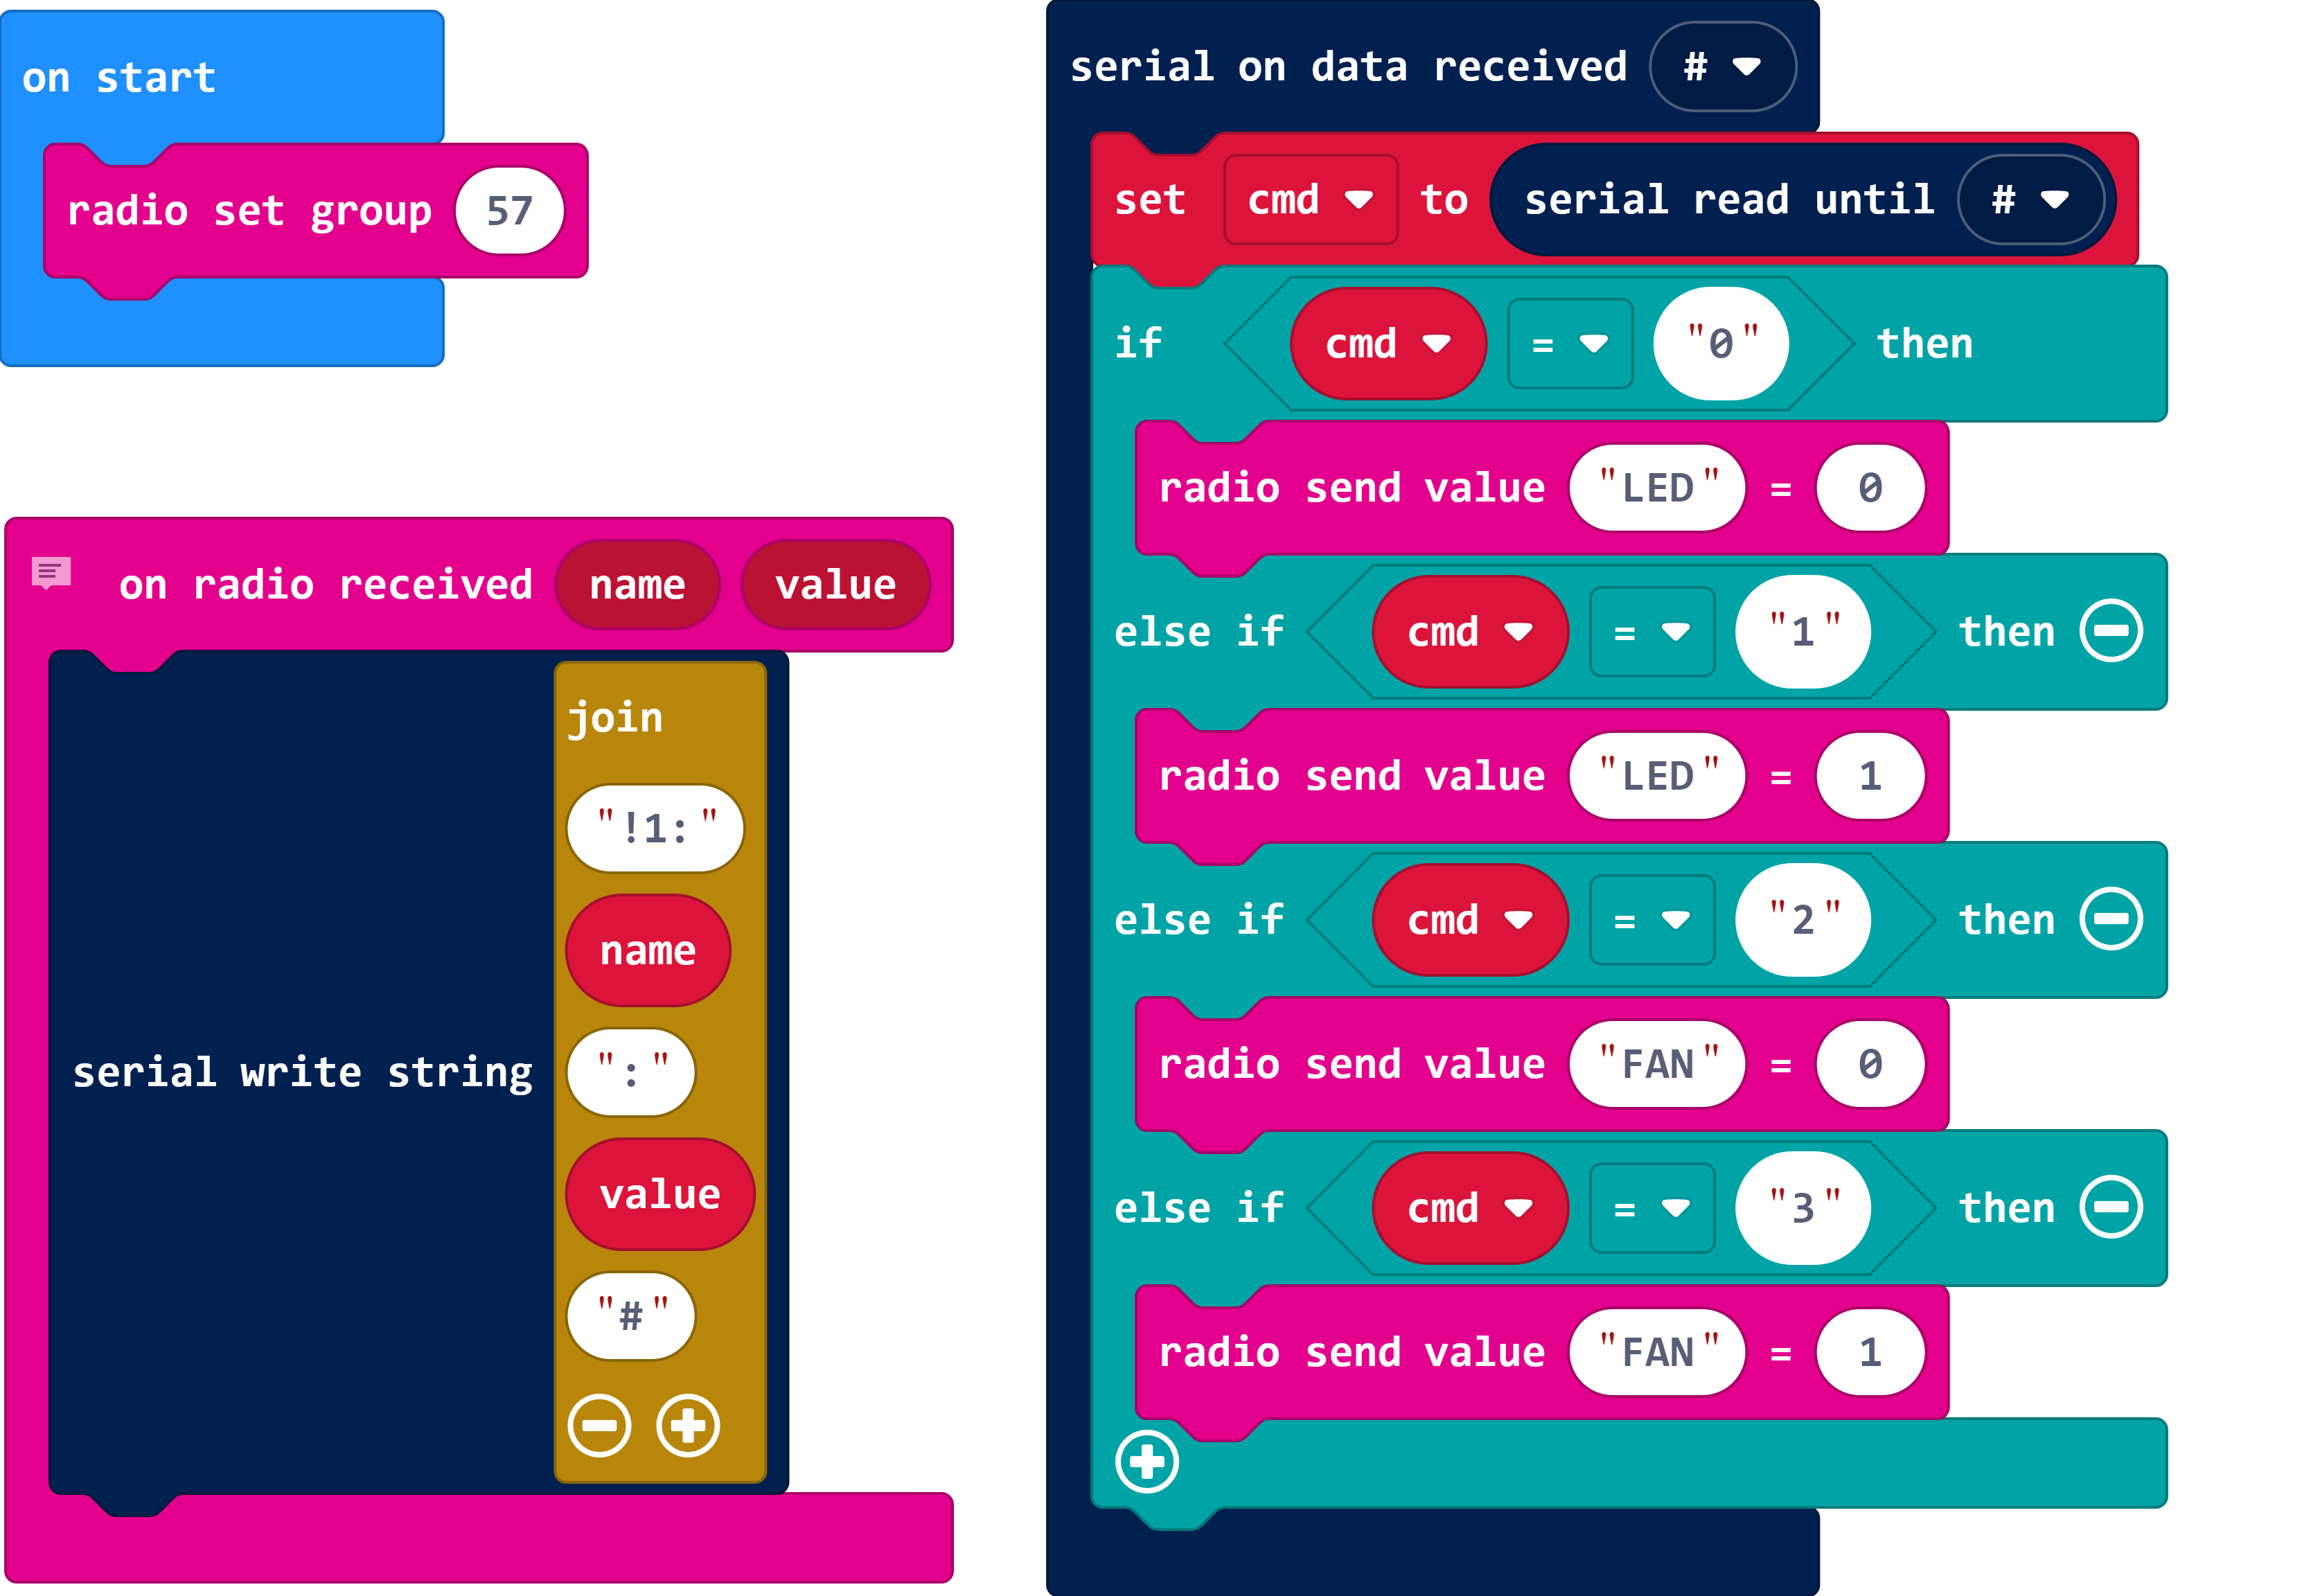 on start
radio set group 57
on radio received name value
serial write string
join
"!1:"
name
":"
value
"#"
serial on data received #
set cmd to serial read until #
if cmd = "0" then
radio send value "LED" = 0
else if cmd = "1" then
radio send value "LED" = 1
else if cmd = "2" then
radio send value "FAN" = 0
else if cmd = "3" then
radio send value "FAN" = 1